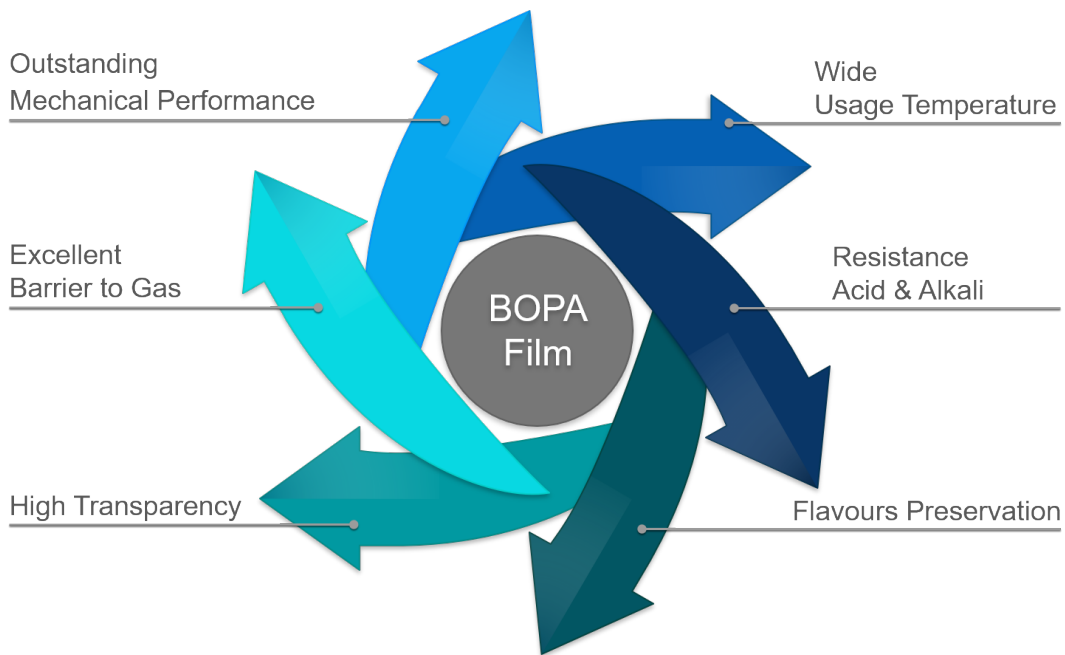 Outstanding
Mechanical Performance
Wide
Usage Temperature
Excellent
Barrier to Gas
BOPA
Film
Resistance
Acid & Alkali
High Transparency
Flavours Preservation